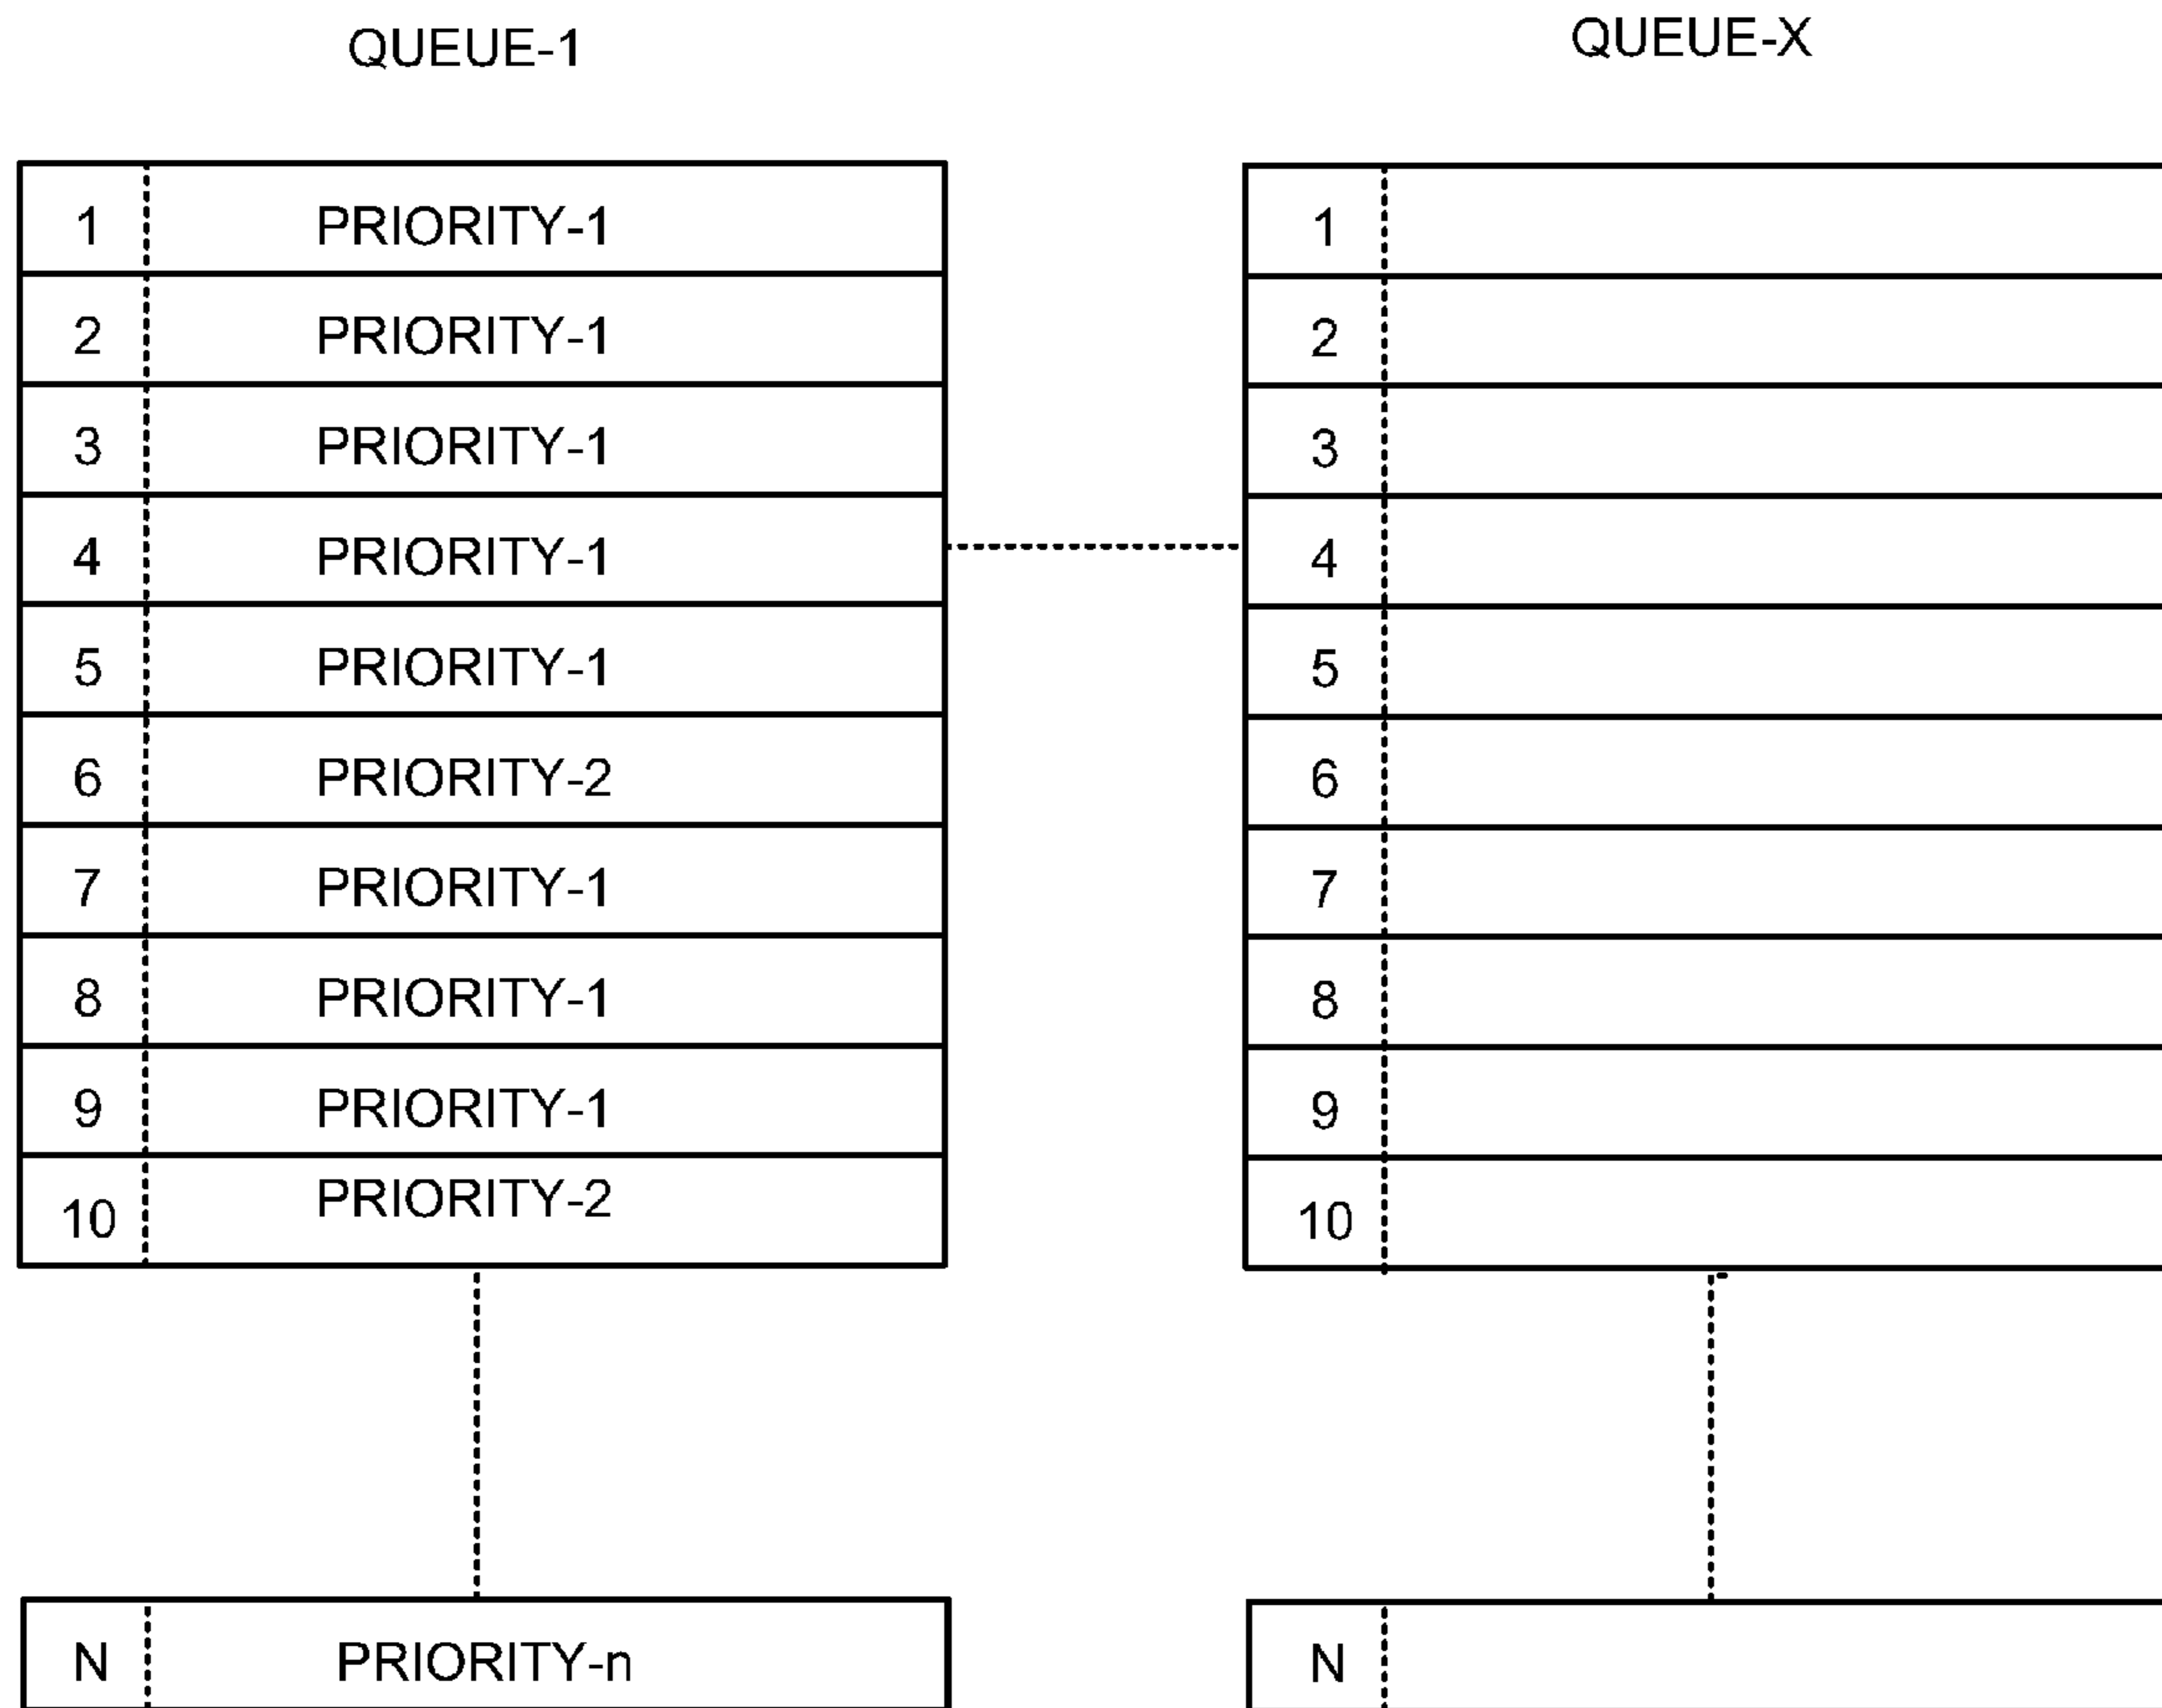 QUEUE-1
1 PRIORITY-1
2 PRIORITY-1
3 PRIORITY-1
4 PRIORITY-1
5 PRIORITY-1
6 PRIORITY-2
7 PRIORITY-1
8 PRIORITY-1
9 PRIORITY-1
10 PRIORITY-2
N PRIORITY-n
QUEUE-X
1
2
3
4
5
6
7
8
9
10
N